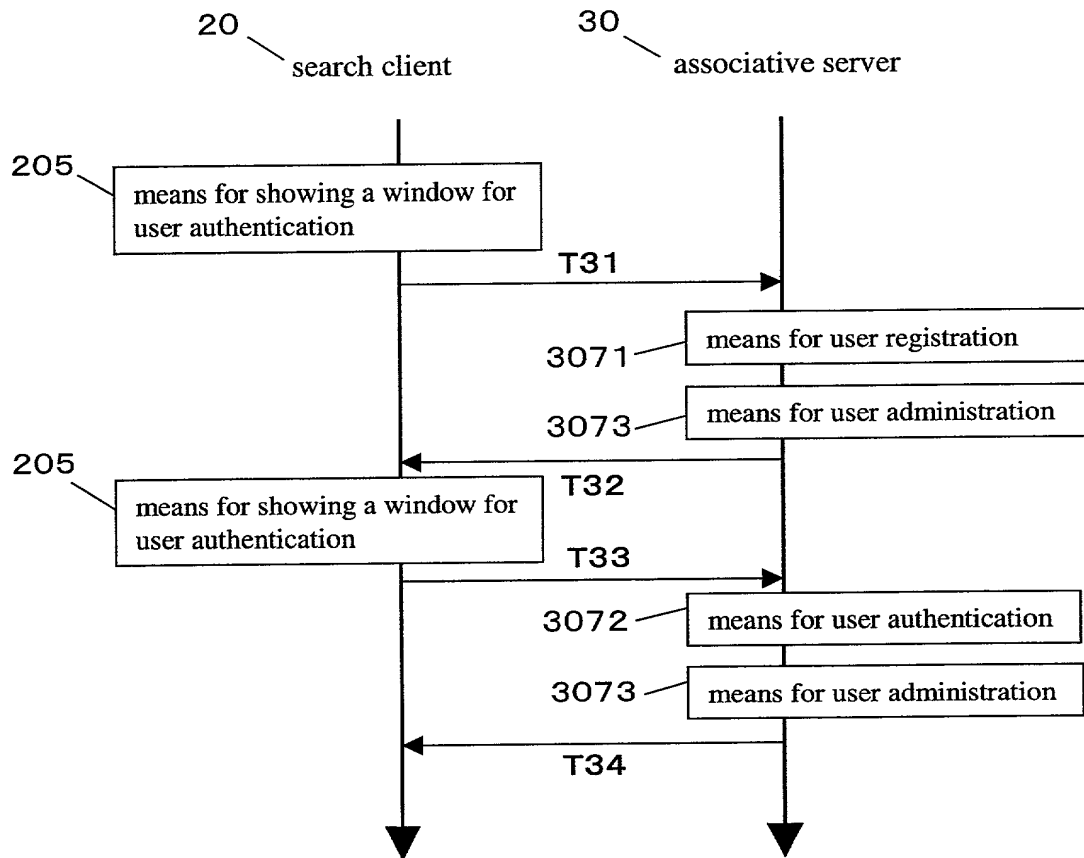 20
30
search client
associative server
205
means for showing a window for
user authentication
T31
means for user registration
3071
means for user administration
3073
205
T32
means for showing a window for
user authentication
T33
3072
means for user authentication
3073
means for user administration
T34